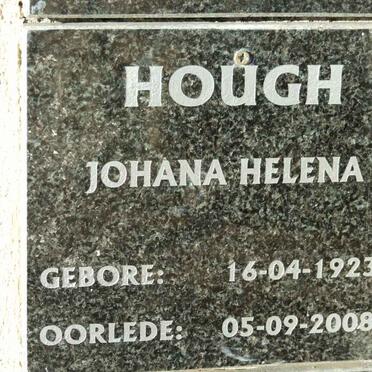 HOUGH
JOHANA HELENA
GEBORE: 16-04-1923
OORLEDE: 05-09-2008